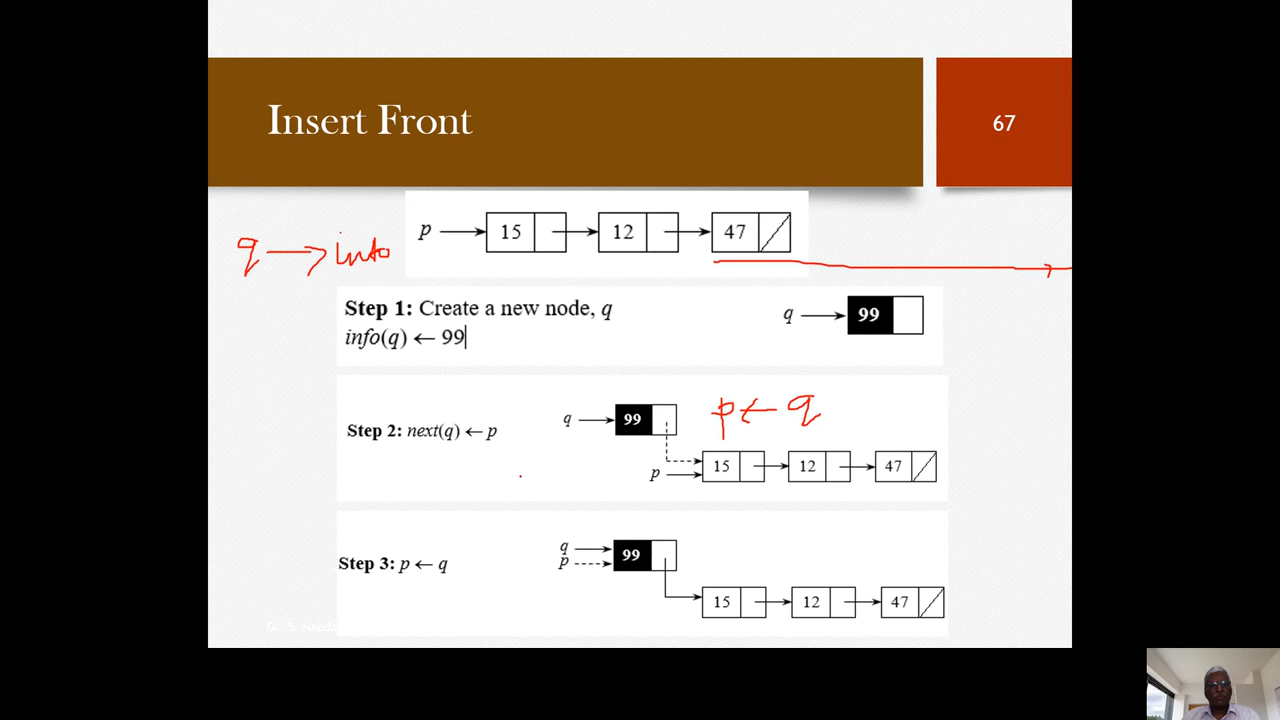 Insert Front
67
p 15 12 47
q → into
Step 1: Create a new node, q
info(q) ← 99
q 99
p ← q
Step 2: next(q) ← p
q 99
p 15 12 47
Step 3: p ← q
q
p
99
15 12 47